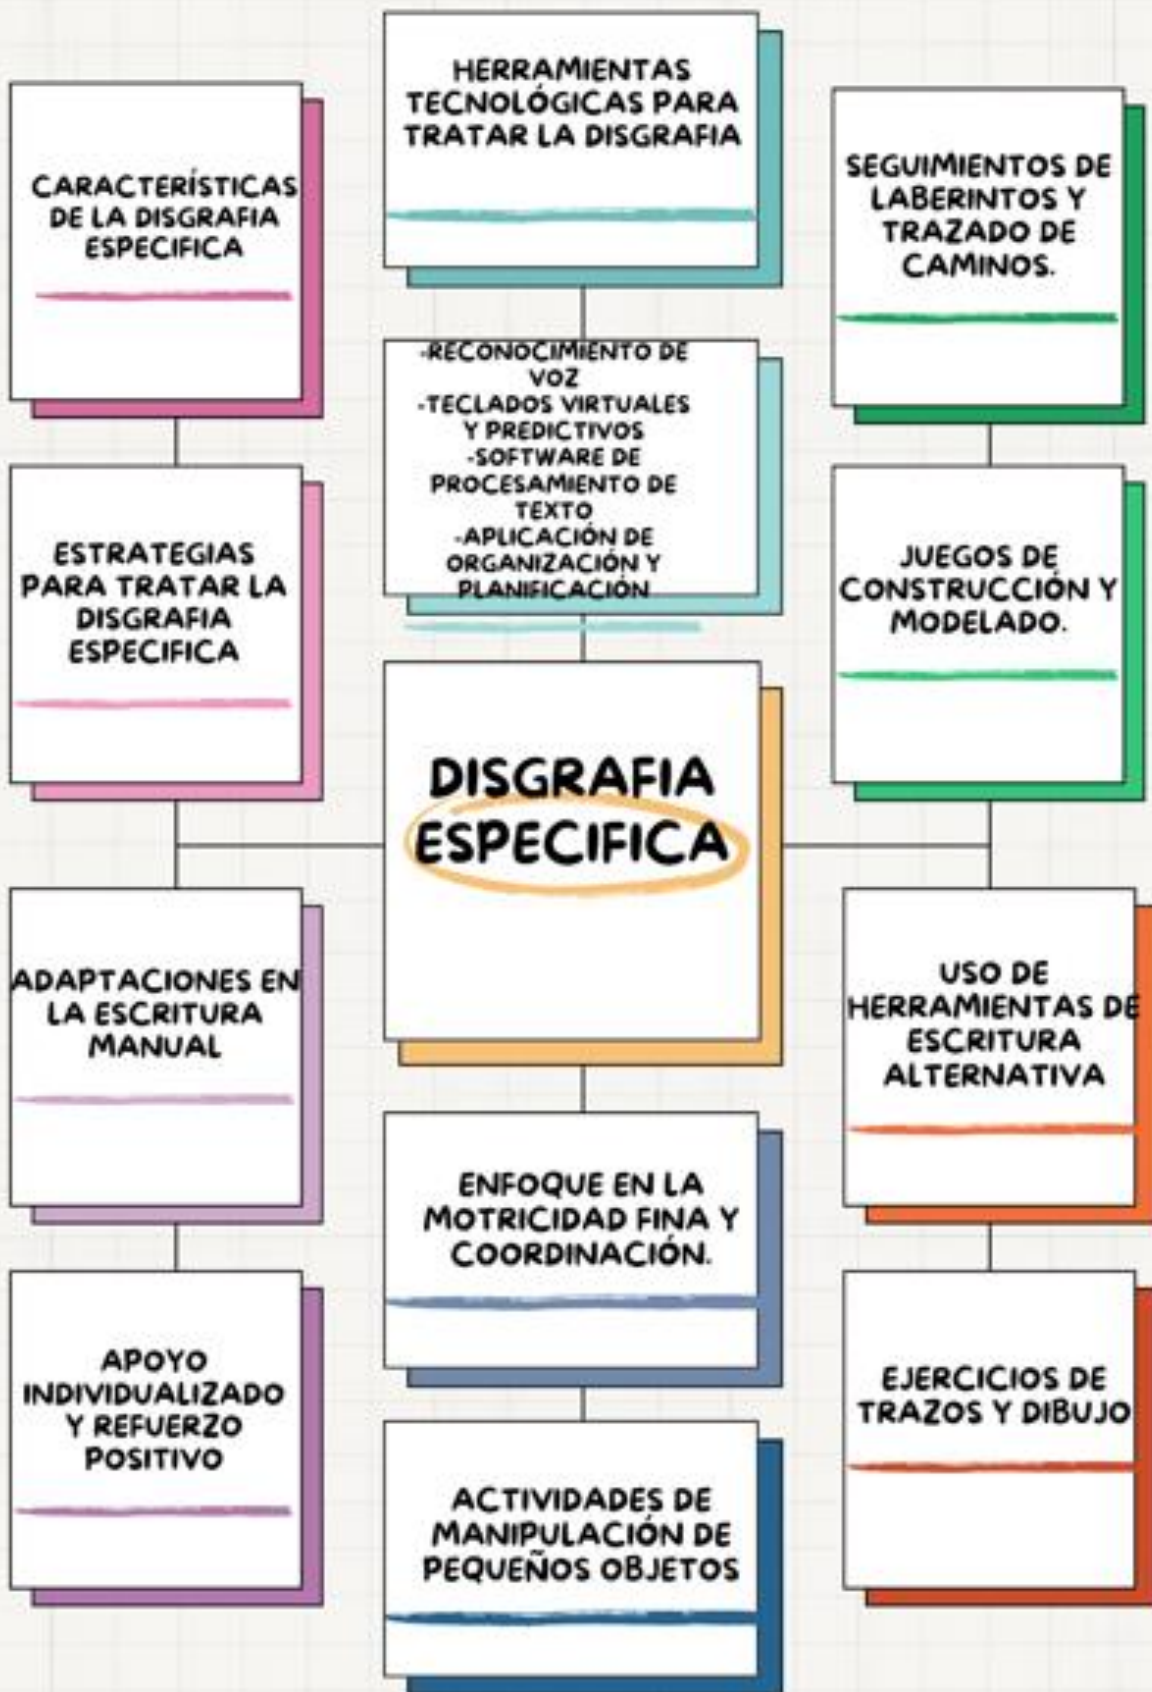 HERRAMIENTAS
TECNOLÓGICAS PARA
TRATAR LA DISGRAFIA
CARACTERÍSTICAS
DE LA DISGRAFIA
ESPECIFICA
SEGUIMIENTOS DE
LABERINTOS Y
TRAZADO DE
CAMINOS.
-RECONOCIMIENTO DE
VOZ
-TECLADOS VIRTUALES
Y PREDICTIVOS
-SOFTWARE DE
PROCESAMIENTO DE
TEXTO
-APLICACIÓN DE
ORGANIZACIÓN Y
PLANIFICACIÓN
ESTRATEGIAS
PARA TRATAR LA
DISGRAFIA
ESPECIFICA
JUEGOS DE
CONSTRUCCIÓN Y
MODELADO.
DISGRAFIA
ESPECIFICA
ADAPTACIONES EN
LA ESCRITURA
MANUAL
USO DE
HERRAMIENTAS DE
ESCRITURA
ALTERNATIVA
ENFOQUE EN LA
MOTRICIDAD FINA Y
COORDINACIÓN.
APOYO
INDIVIDUALIZADO
Y REFUERZO
POSITIVO
EJERCICIOS DE
TRAZOS Y DIBUJO
ACTIVIDADES DE
MANIPULACIÓN DE
PEQUEÑOS OBJETOS